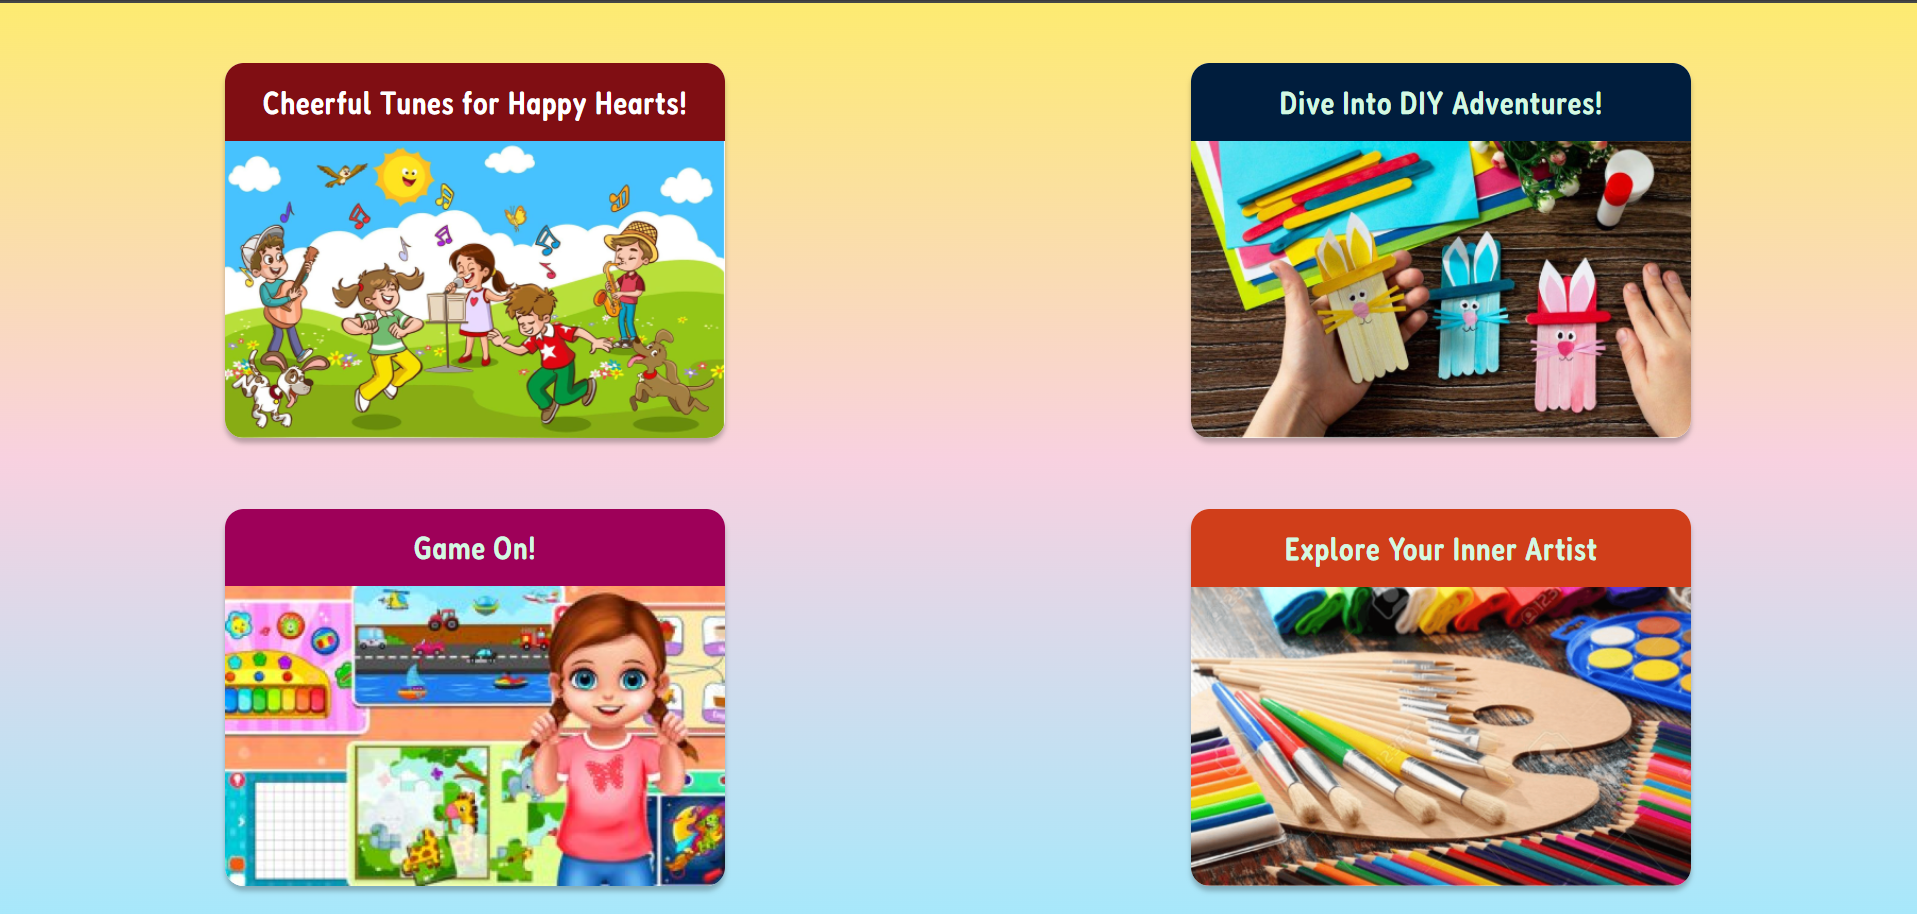 Cheerful Tunes for Happy Hearts!
Dive Into DIY Adventures!
Game On!
Explore Your Inner Artist